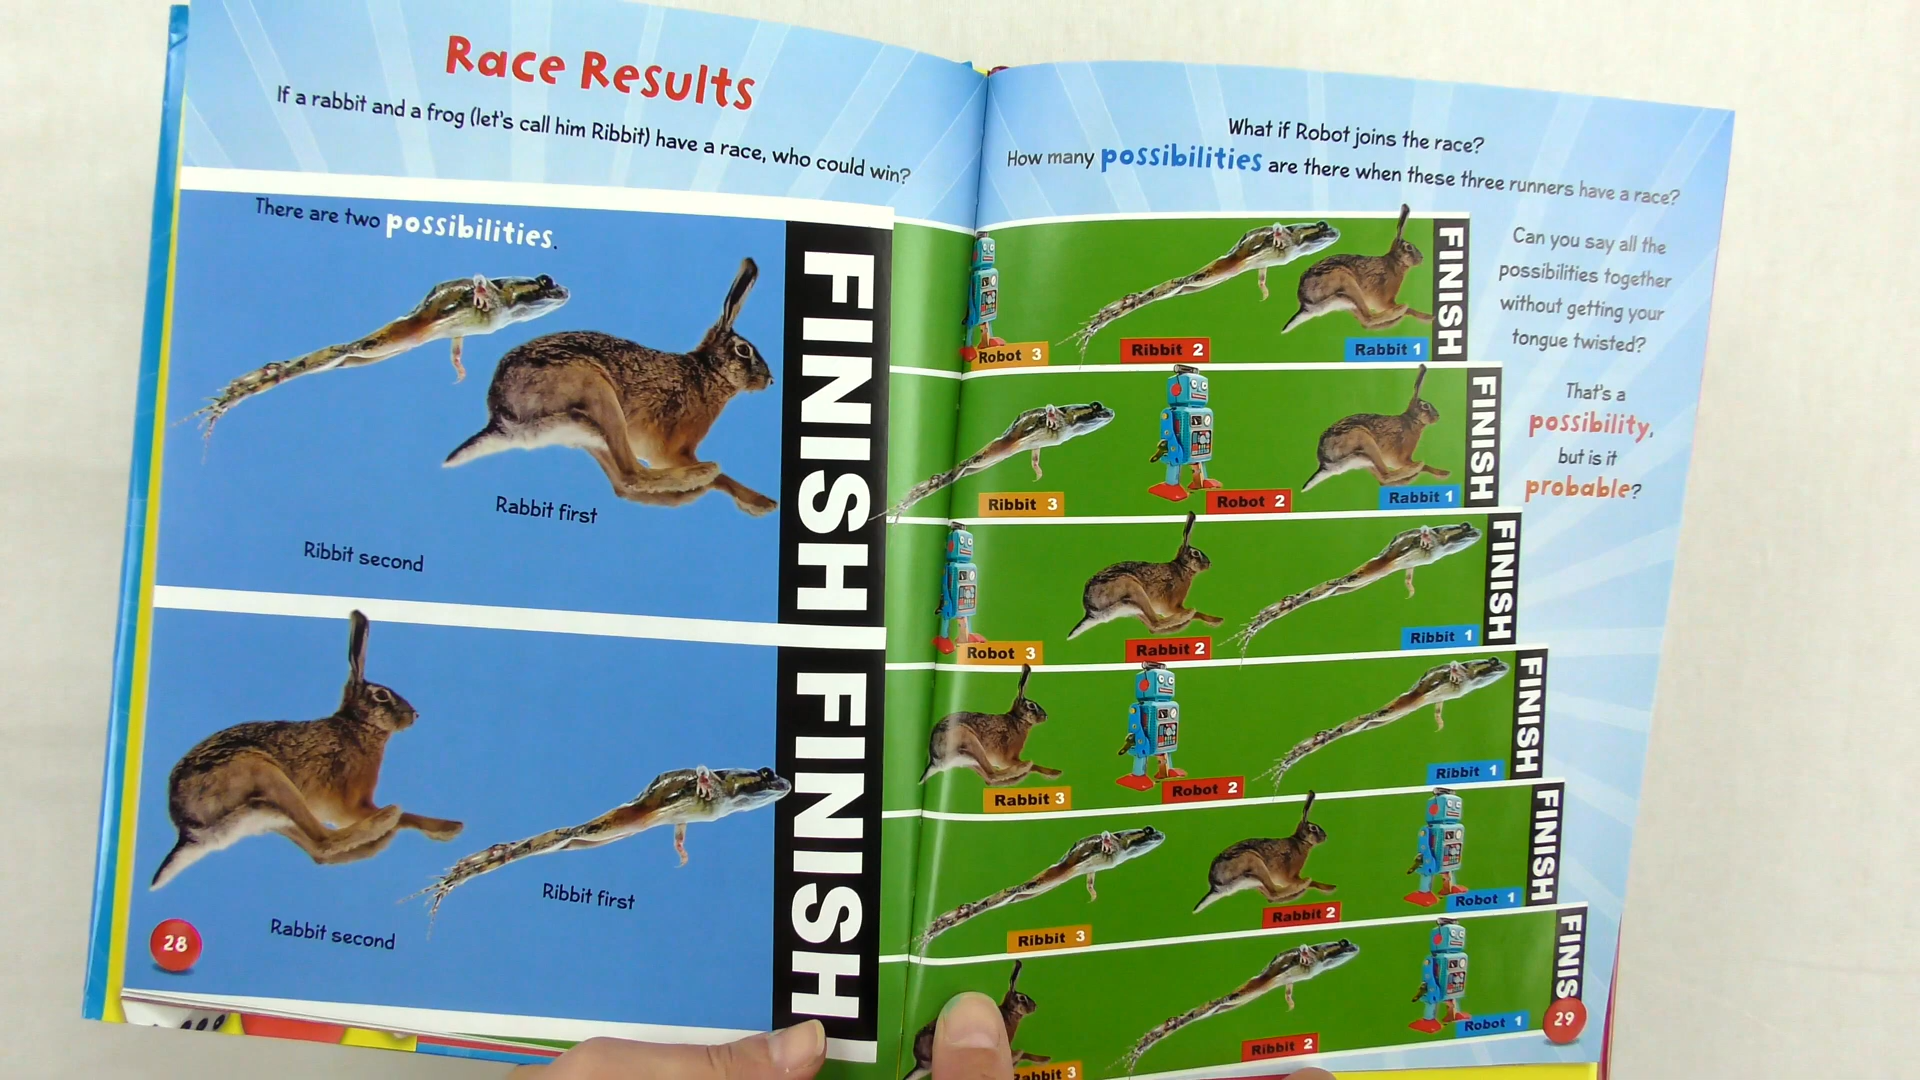 Race Results
If a rabbit and a frog (let's call him Ribbit) have a race, who could win?
There are two possibilities.
FINISH
Rabbit first
Ribbit second
FINISH
Ribbit first
Rabbit second
28
What if Robot joins the race?
How many possibilities are there when these three runners have a race?
Can you say all the
possibilities together
without getting your
tongue twisted?
That's a
possibility,
but is it
probable?
Robot 3 Ribbit 2 Rabbit 1 FINISH
Ribbit 3 Robot 2 Rabbit 1 FINISH
Robot 3 Rabbit 2 Ribbit 1 FINISH
Rabbit 3 Robot 2 Ribbit 1 FINISH
Ribbit 3 Rabbit 2 Robot 1 FINISH
Rabbit 3 Ribbit 2 Robot 1 FINIS
29